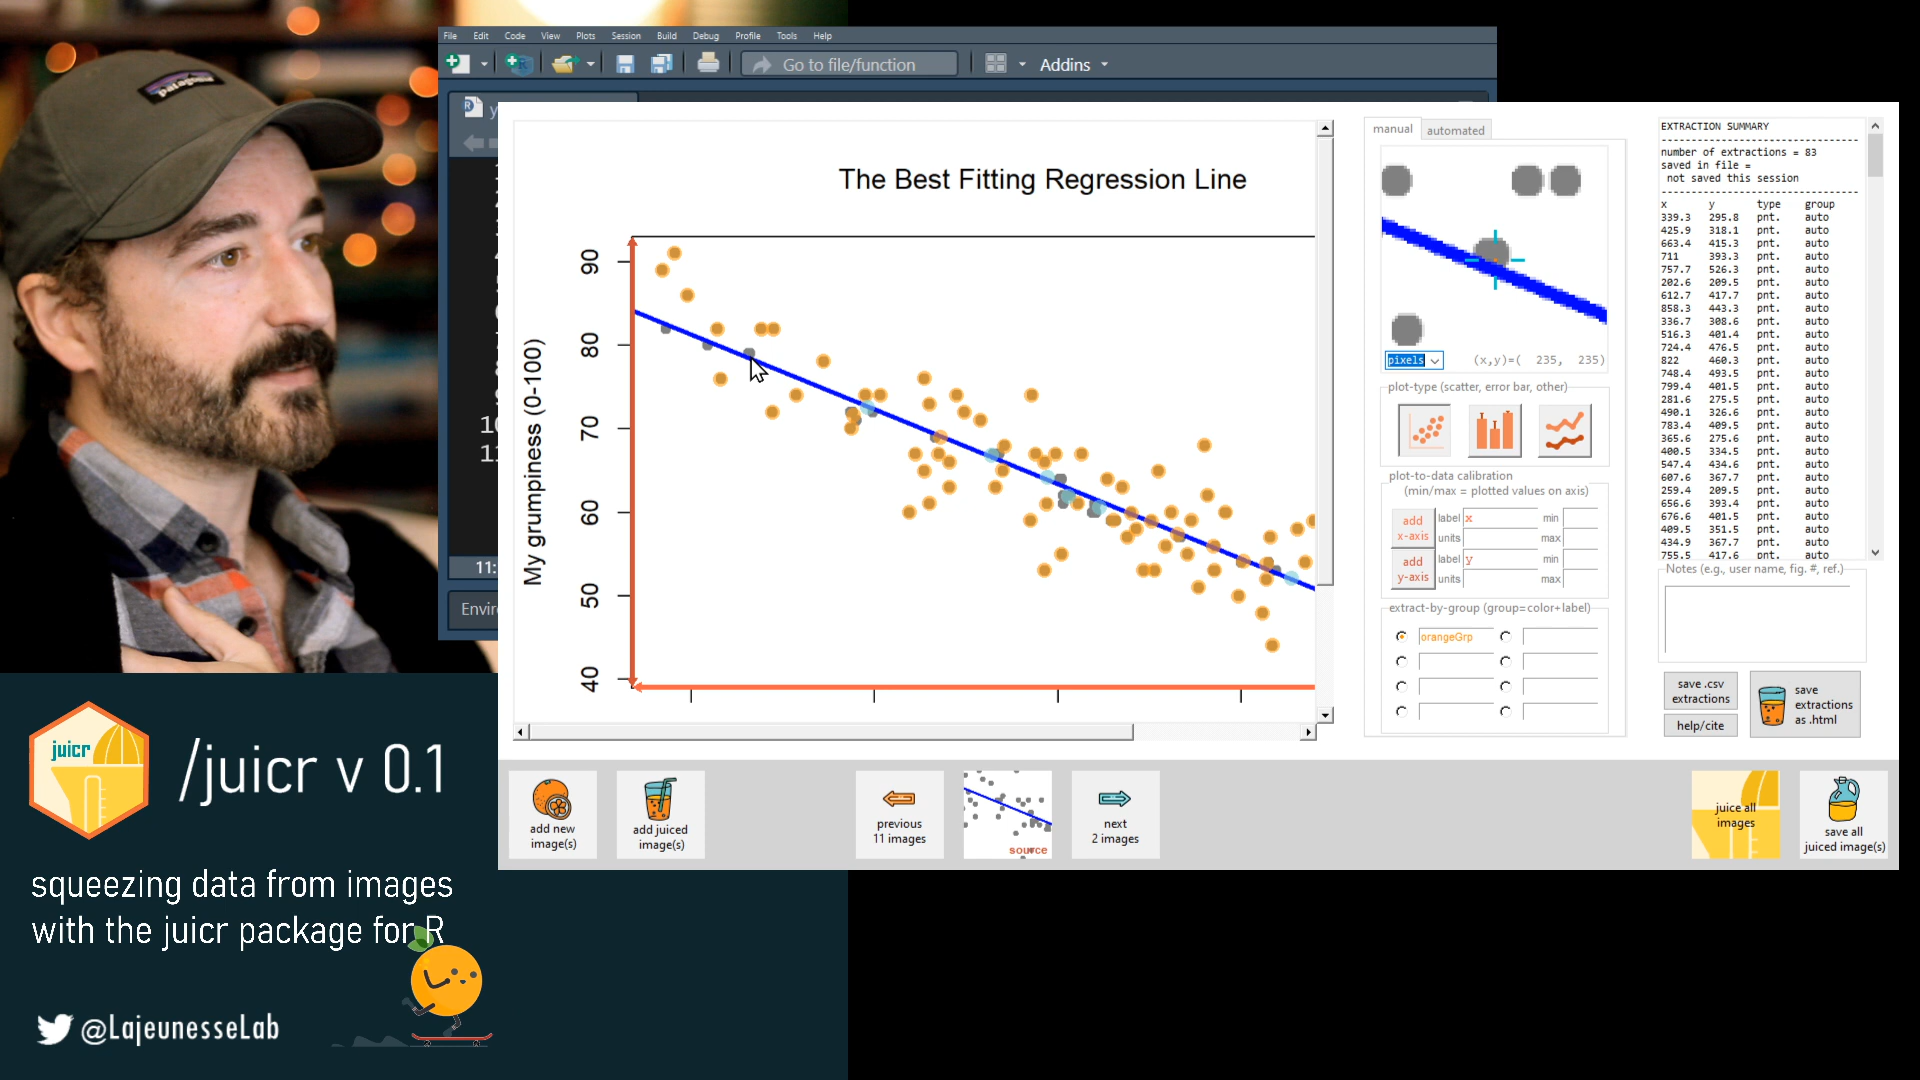 patagonia
File Edit Code View Plots Session Build Debug Profile Tools Help
Go to file/function Addins
y
11:
Envir
The Best Fitting Regression Line
My grumpiness (0-100)
90
80
70
60
50
40
manual automated
pixels (x,y)=( 235, 235)
plot-type (scatter, error bar, other)
plot-to-data calibration
(min/max = plotted values on axis)
add x-axis label x min
units max
add y-axis label y min
units max
extract-by-group (group=color+label)
orangeGrp
EXTRACTION SUMMARY
number of extractions = 83
saved in file =
not saved this session
x y type group
339.3 295.8 pnt. auto
425.9 318.1 pnt. auto
663.4 415.3 pnt. auto
711 393.3 pnt. auto
757.7 526.3 pnt. auto
202.6 209.5 pnt. auto
612.7 417.7 pnt. auto
858.3 443.3 pnt. auto
336.7 308.6 pnt. auto
516.3 401.4 pnt. auto
724.4 476.5 pnt. auto
822 460.3 pnt. auto
748.4 493.5 pnt. auto
799.4 401.5 pnt. auto
281.6 275.5 pnt. auto
490.1 326.6 pnt. auto
783.4 409.5 pnt. auto
365.6 275.6 pnt. auto
400.5 334.5 pnt. auto
547.4 434.6 pnt. auto
607.6 367.7 pnt. auto
259.4 209.5 pnt. auto
656.6 393.4 pnt. auto
676.6 401.5 pnt. auto
409.5 351.5 pnt. auto
434.9 367.7 pnt. auto
755.5 417.6 pnt. auto
Notes (e.g., user name, fig. #, ref.)
save .csv
extractions
help/cite
save
extractions
as .html
add new
image(s)
add juiced
image(s)
previous
11 images
source
next
2 images
juice all
images
save all
juiced image(s)
juicr
/juicr v 0.1
squeezing data from images
with the juicr package for R
@LajeunesseLab